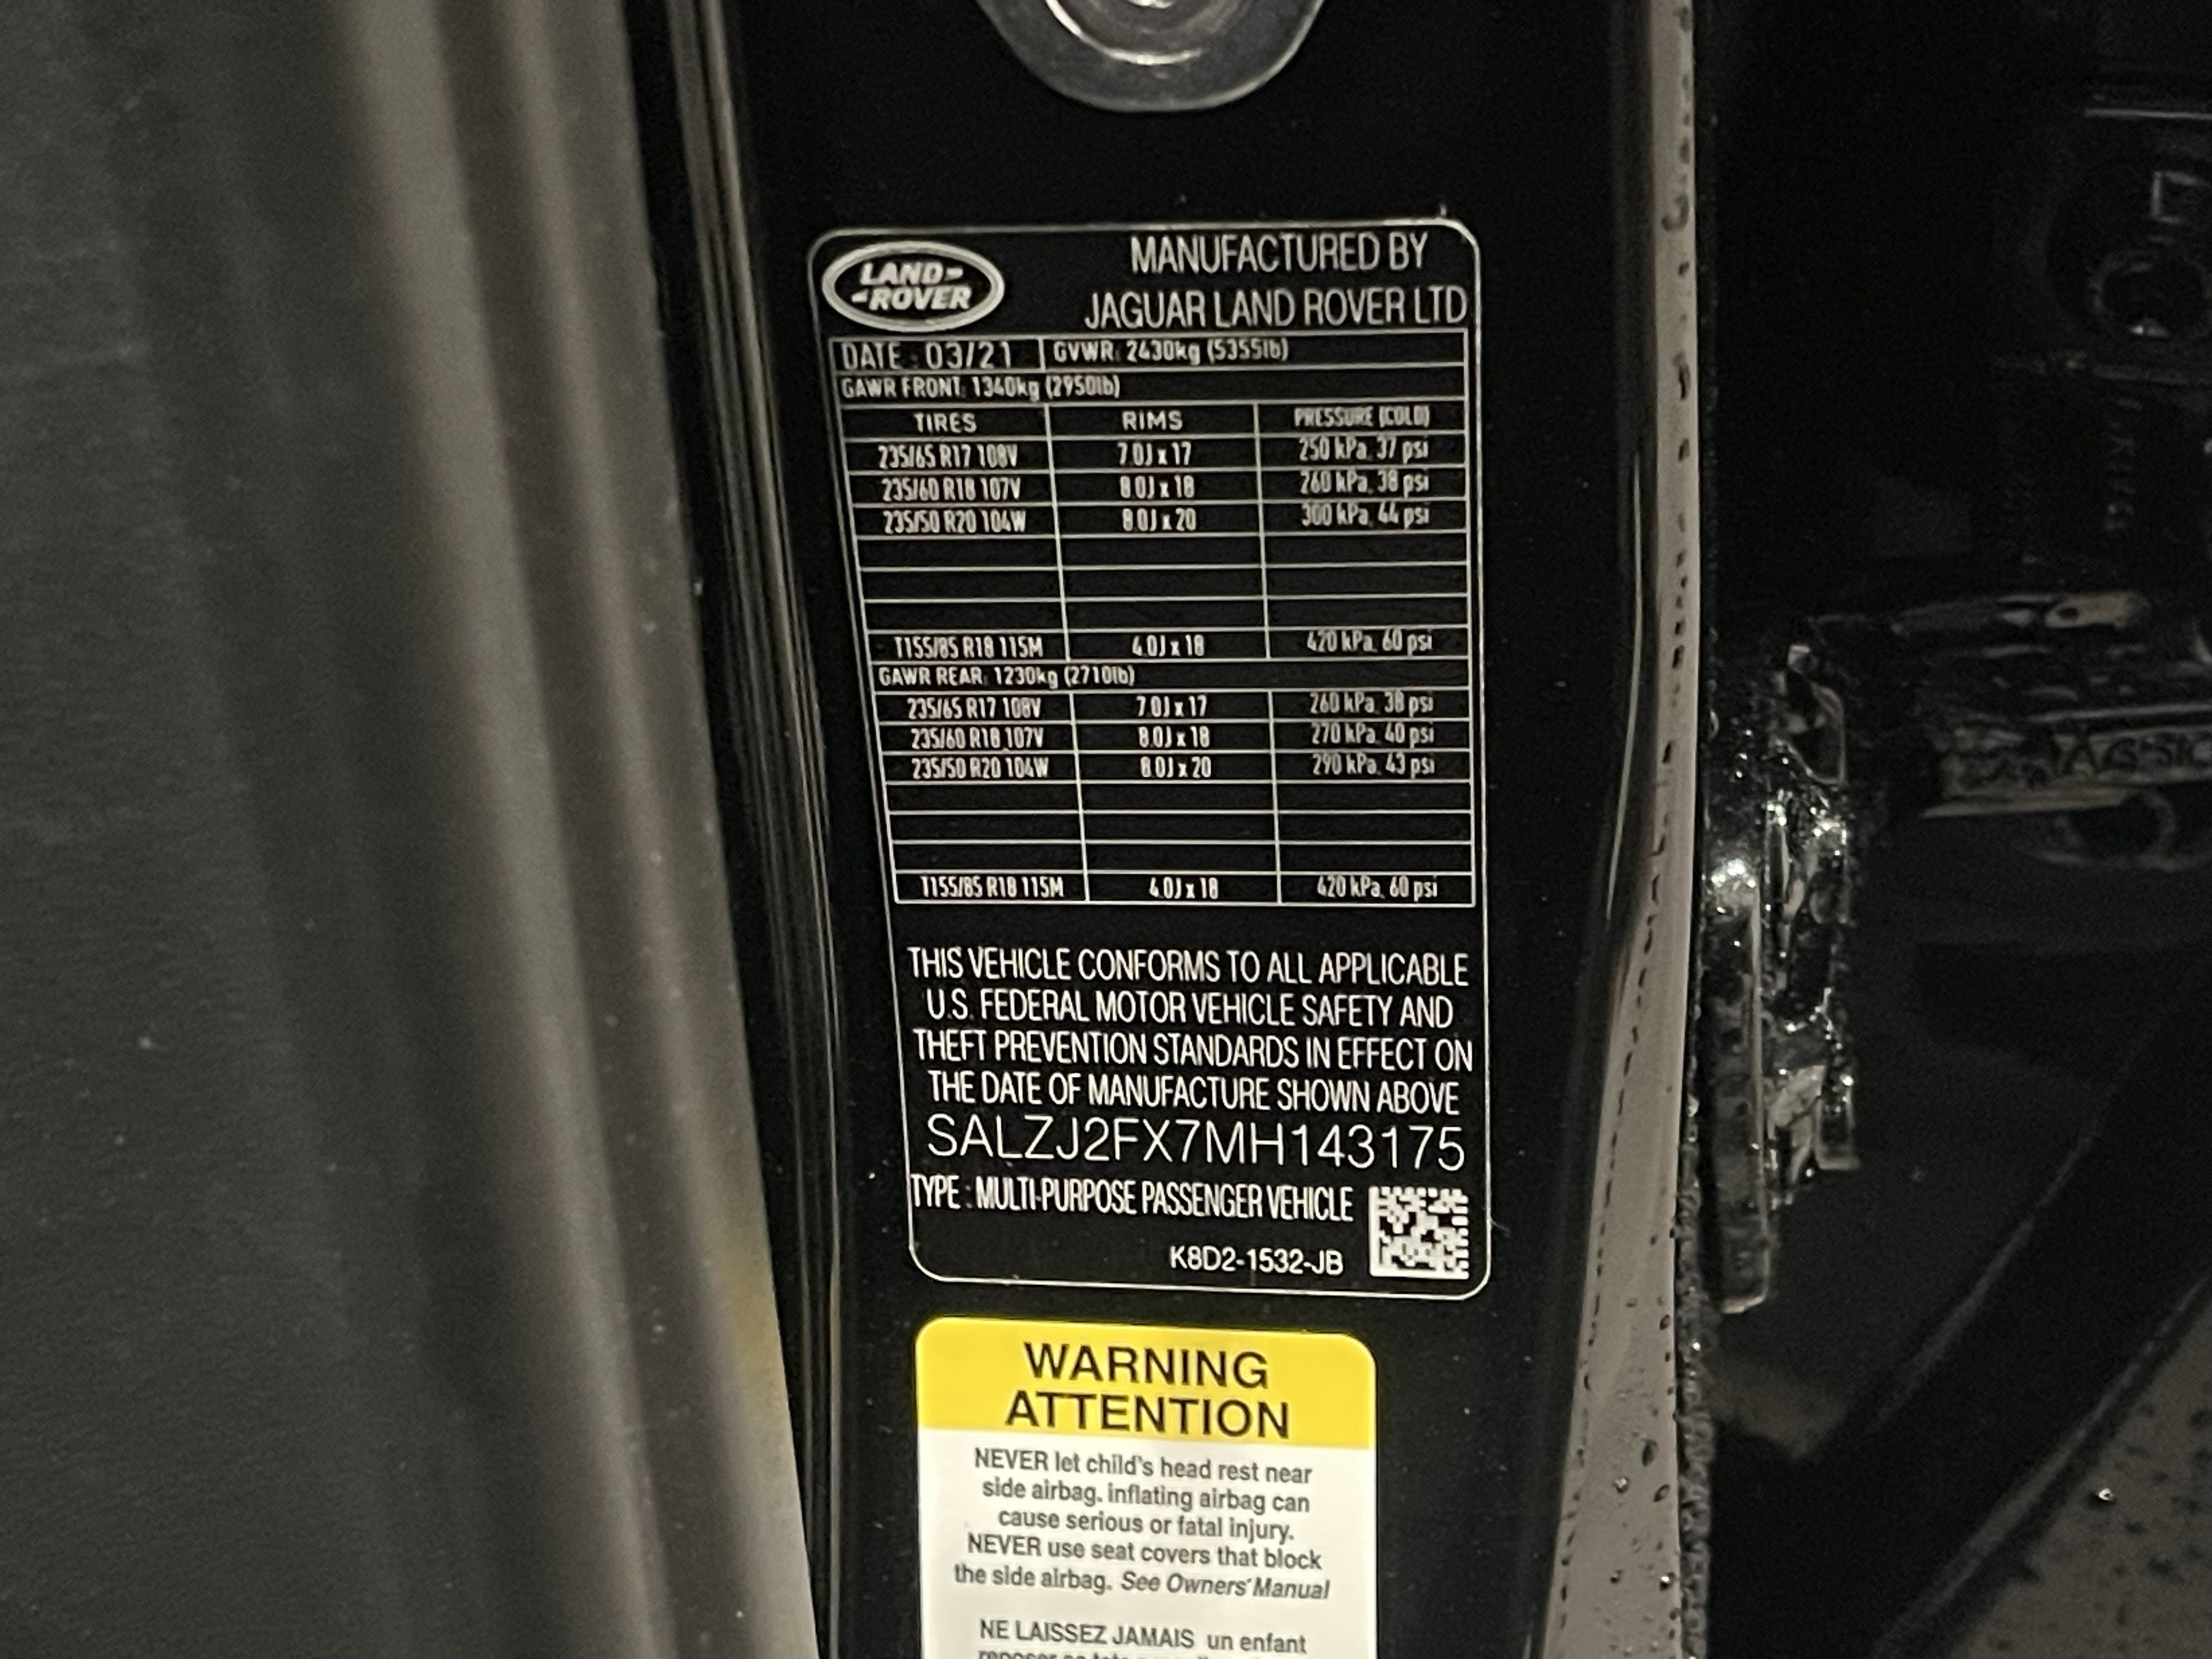 LAND-
-ROVER
MANUFACTURED BY
JAGUAR LAND ROVER LTD
DATE : 03/21 GVWR: 2430kg (5355lb)
GAWR FRONT: 1340kg (2950lb)
TIRES RIMS PRESSURE (COLD)
235/65 R17 108V 7.0J x 17 250 kPa, 37 psi
235/60 R18 107V 8.0J x 18 260 kPa, 38 psi
235/50 R20 104W 8.0J x 20 300 kPa, 44 psi
T155/85 R18 115M 4.0J x 18 420 kPa, 60 psi
GAWR REAR: 1230kg (2710lb)
235/65 R17 108V 7.0J x 17 260 kPa, 38 psi
235/60 R18 107V 8.0J x 18 270 kPa, 40 psi
235/50 R20 104W 8.0J x 20 290 kPa, 43 psi
T155/85 R18 115M 4.0J x 18 420 kPa, 60 psi
THIS VEHICLE CONFORMS TO ALL APPLICABLE
U.S. FEDERAL MOTOR VEHICLE SAFETY AND
THEFT PREVENTION STANDARDS IN EFFECT ON
THE DATE OF MANUFACTURE SHOWN ABOVE
SALZJ2FX7MH143175
TYPE : MULTI-PURPOSE PASSENGER VEHICLE
K8D2-1532-JB
WARNING
ATTENTION
NEVER let child's head rest near
side airbag. inflating airbag can
cause serious or fatal injury.
NEVER use seat covers that block
the side airbag. See Owners' Manual
NE LAISSEZ JAMAIS un enfant